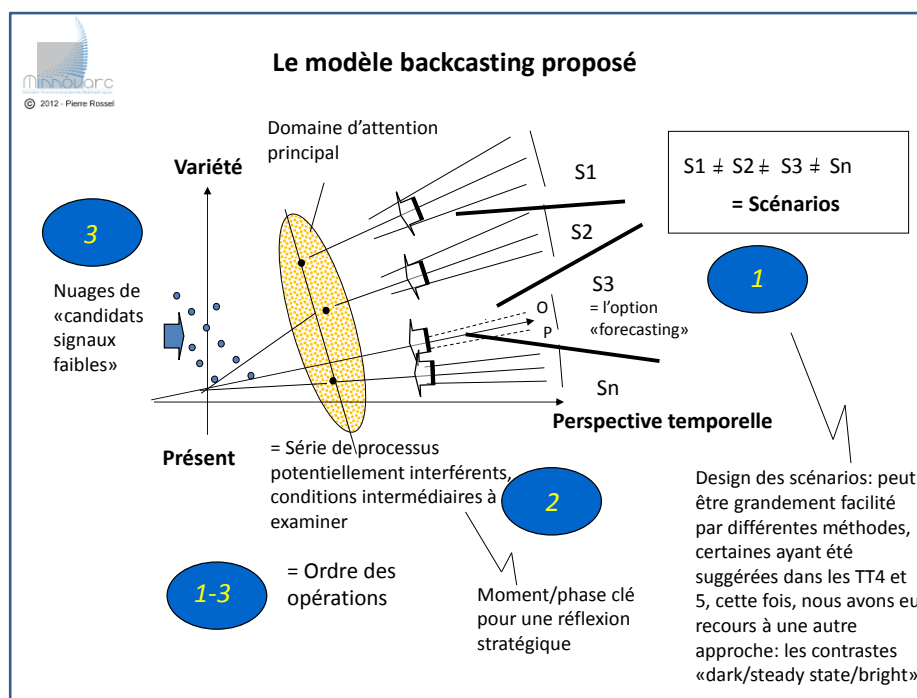 Minnovarc
© 2012 - Pierre Rossel
Le modèle backcasting proposé
Domaine d'attention
principal
Variété
S1
S1 ‡ S2 ‡ S3 ‡ Sn
= Scénarios
3
S2
1
Nuages de
«candidats
signaux
faibles»
S3
= l'option
«forecasting»
O
P
Sn
Perspective temporelle
Présent
= Série de processus
potentiellement interférents,
conditions intermédiaires à
examiner
2
Design des scénarios: peut
être grandement facilité
par différentes méthodes,
certaines ayant été
suggérées dans les TT4 et
5, cette fois, nous avons eu
recours à une autre
approche: les contrastes
«dark/steady state/bright»
1-3
= Ordre des
opérations
Moment/phase clé
pour une réflexion
stratégique